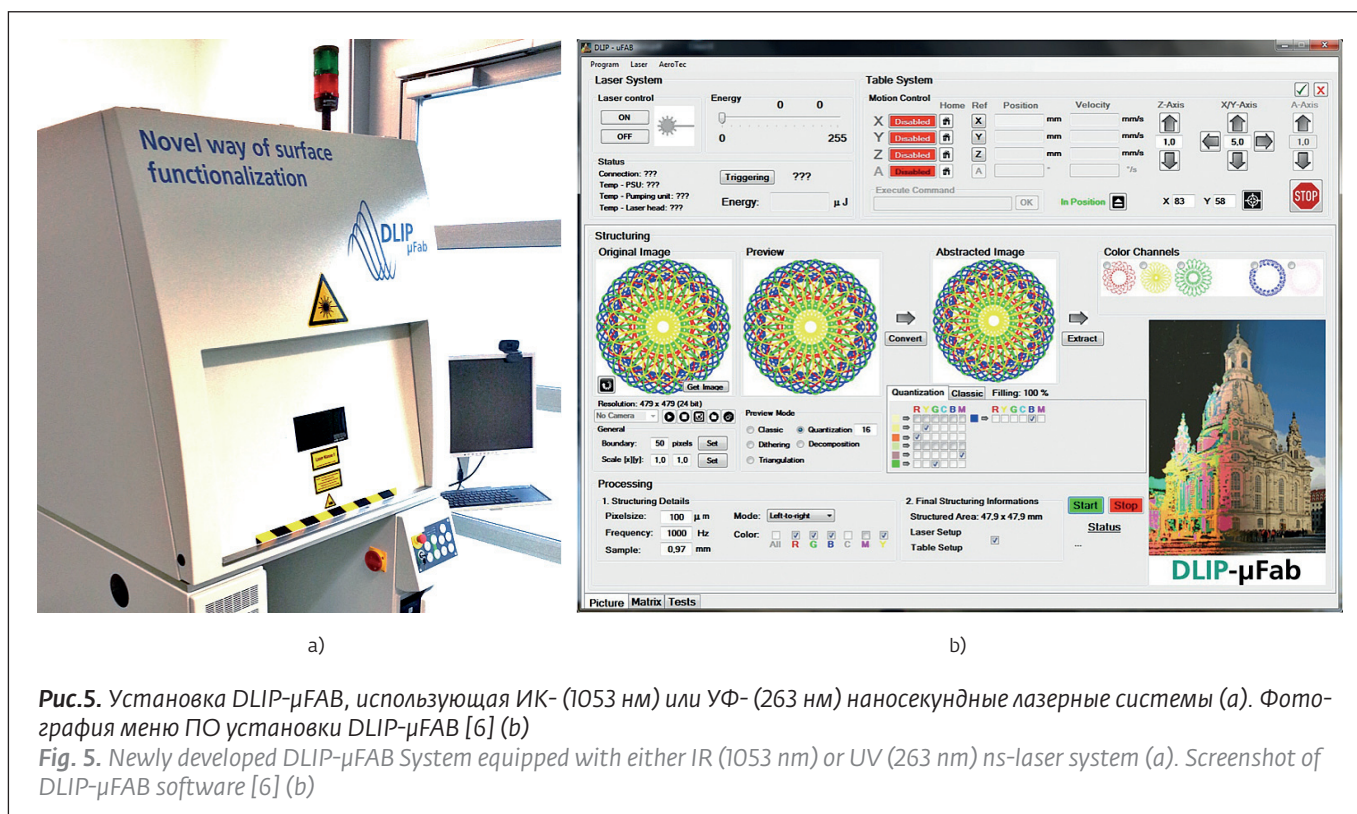 Novel way of surface
functionalization
DLIP
µFab
DLIP - uFAB
Program Laser AeroTec
Laser System
Laser control
ON
OFF
Energy 0 0
0 255
Status
Connection: ???
Temp - PSU: ???
Temp - Pumping unit: ???
Temp - Laser head: ???
Triggering ???
Energy: µ J
Table System
Motion Control Home Ref Position Velocity Z-Axis X/Y-Axis A-Axis
X Disabled X mm mm/s
Y Disabled Y mm mm/s
Z Disabled Z mm mm/s
A Disabled A ° °/s
1,0 5,0 1,0
Execute Command
OK In Position X 83 Y 58 STOP
Structuring
Original Image Preview Abstracted Image Color Channels
Convert Extract
Get Image
Resolution: 479 x 479 (24 bit)
No Camera
General
Boundary: 50 pixels Set
Scale [x][y]: 1,0 1,0 Set
Preview Mode
Classic Quantization 16
Dithering Decomposition
Triangulation
Quantization Classic Filling: 100 %
R Y G C B M R Y G C B M
Processing
1. Structuring Details
Pixelsize: 100 µ m Mode: Left-to-right
Frequency: 1000 Hz Color:
All R G B C M Y
Sample: 0,97 mm
2. Final Structuring Informations
Structured Area: 47,9 x 47,9 mm
Laser Setup
Table Setup
Start Stop
Status
...
DLIP-µFab
Picture Matrix Tests
a) b)
Рис.5. Установка DLIP-µFAB, использующая ИК- (1053 нм) или УФ- (263 нм) наносекундные лазерные системы (a). Фото-
графия меню ПО установки DLIP-µFAB [6] (b)
Fig. 5. Newly developed DLIP-µFAB System equipped with either IR (1053 nm) or UV (263 nm) ns-laser system (a). Screenshot of
DLIP-µFAB software [6] (b)